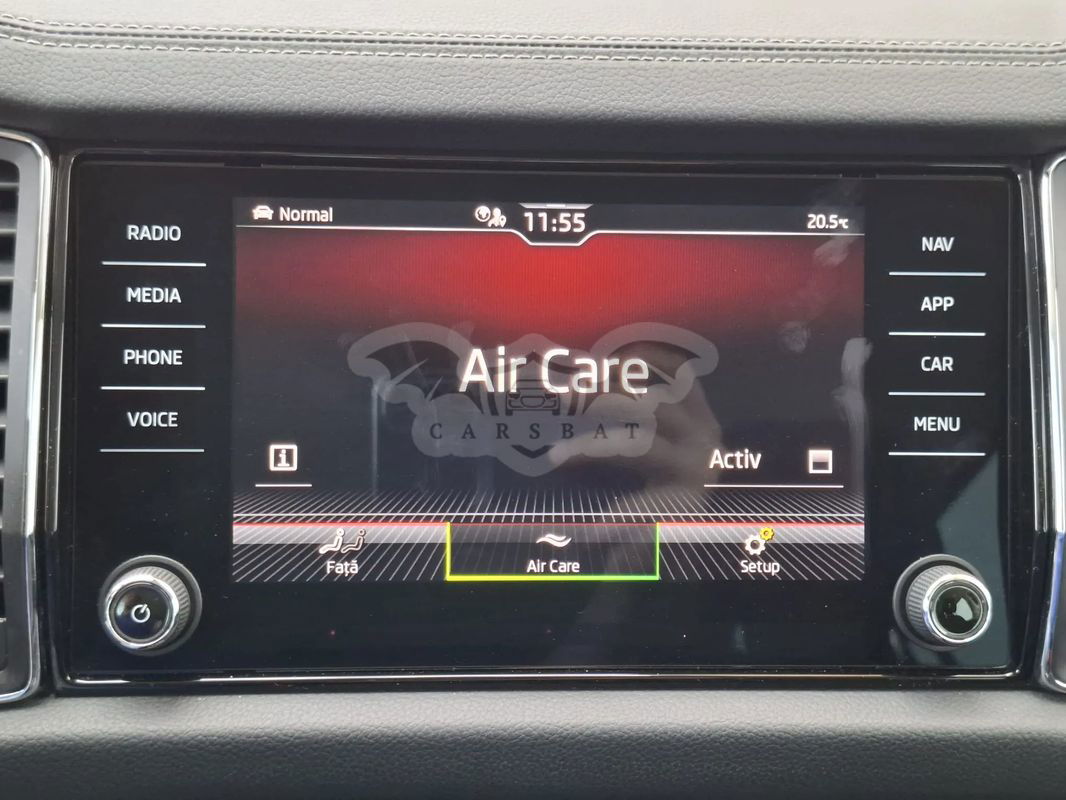 Normal
11:55
20.5°C
RADIO
MEDIA
PHONE
VOICE
NAV
APP
CAR
MENU
Air Care
CARSBAT
i
Activ
Față
Air Care
Setup